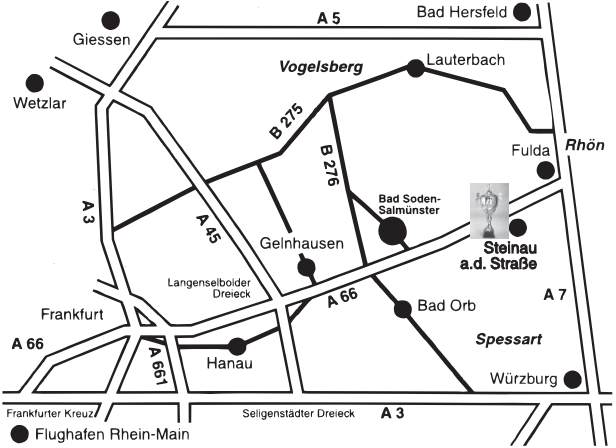 A 5
Bad Hersfeld
Giessen
Vogelsberg
Lauterbach
Wetzlar
B 275
B 276
Fulda
Rhön
A 3
A 45
Bad Soden-
Salmünster
Gelnhausen
Steinau
a.d. Straße
Langenselbolder
Dreieck
A 66
A 7
Frankfurt
Bad Orb
A 66
A 661
Hanau
Spessart
Würzburg
Frankfurter Kreuz
Seligenstädter Dreieck
A 3
Flughafen Rhein-Main